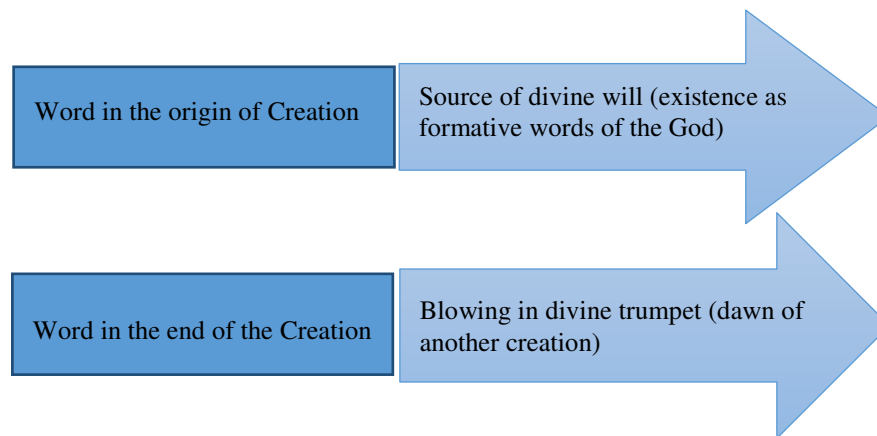 Word in the origin of Creation
Source of divine will (existence as
formative words of the God)
Word in the end of the Creation
Blowing in divine trumpet (dawn of
another creation)